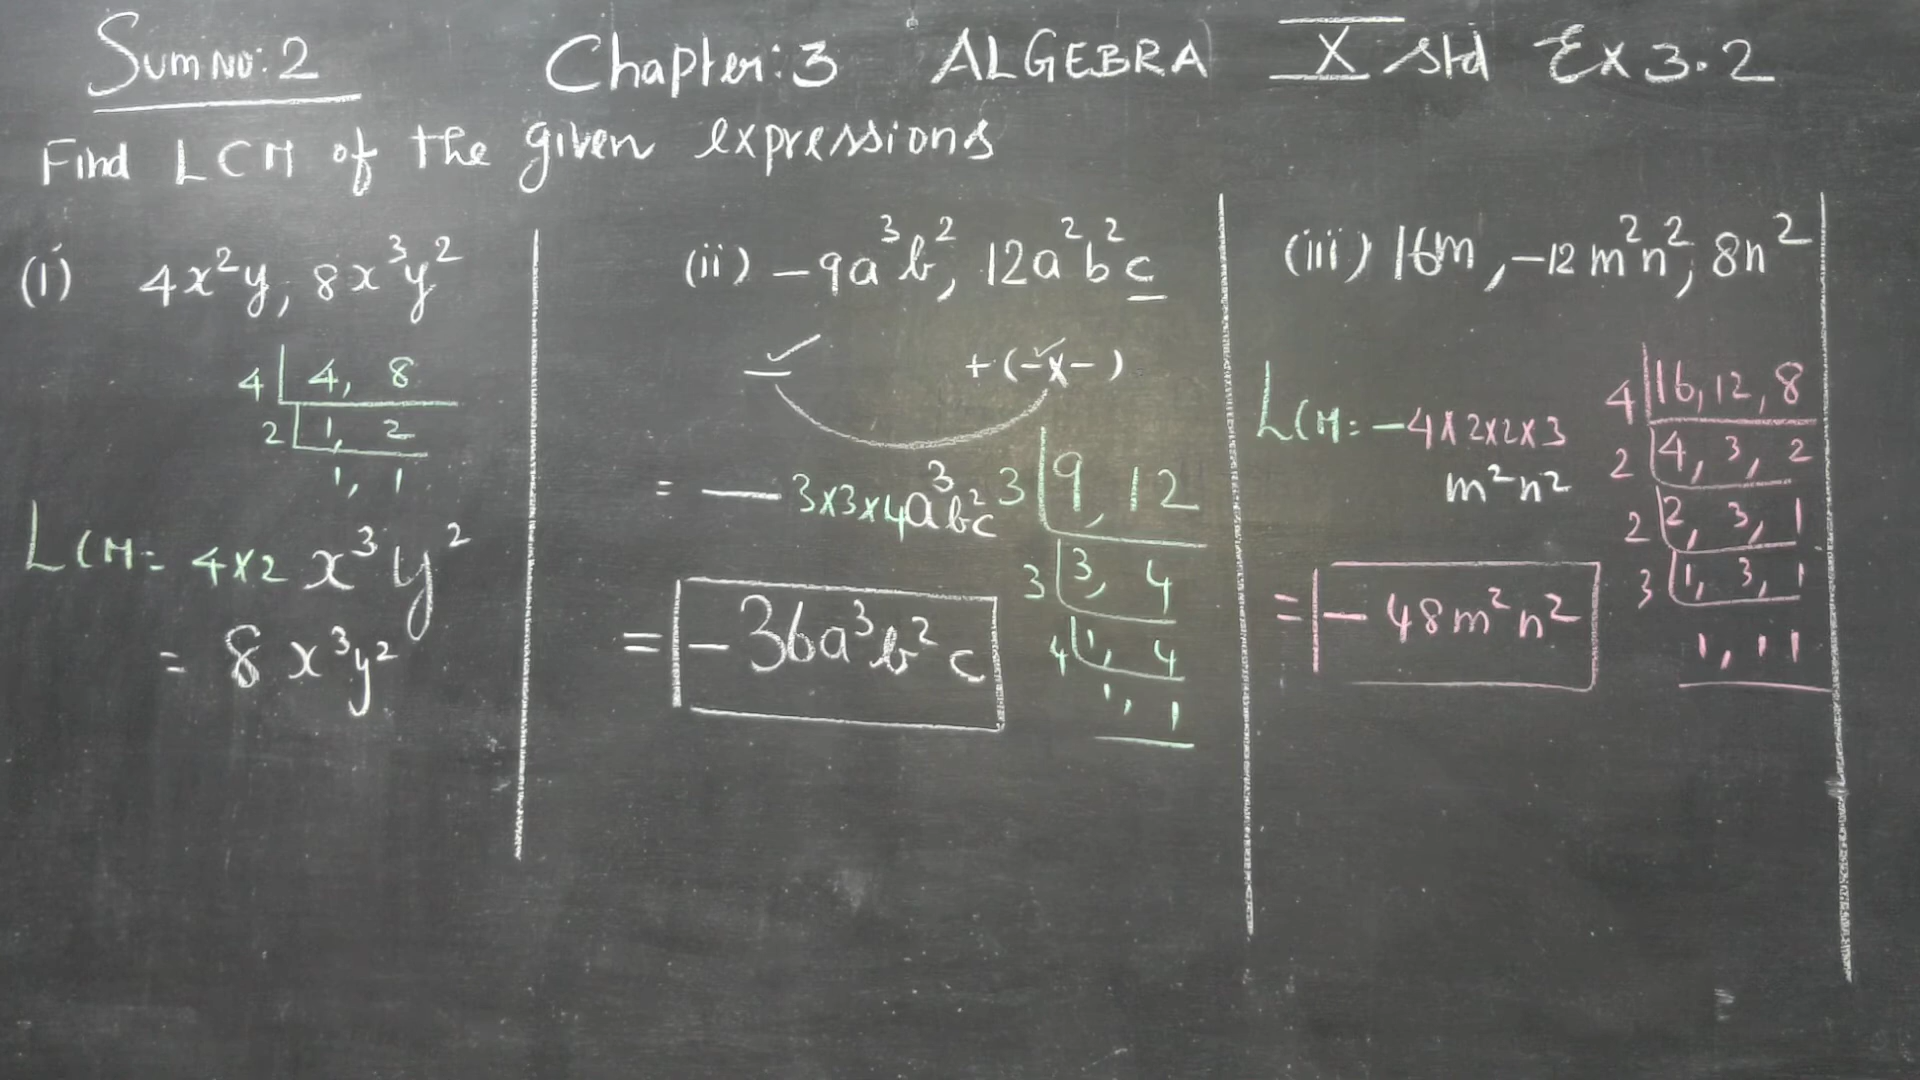 Sum No: 2 Chapter: 3 ALGEBRA X std Ex 3.2
Find LCM of the given expressions
(i) 4x²y, 8x³y²
4 | 4, 8
2 | 1, 2
1, 1
LCM = 4×2 x³y²
= 8x³y²
(ii) -9a³b², 12a²b²c
- +(-×-)
= - 3×3×4a³b²c
3 | 9, 12
3 | 3, 4
4 | 1, 4
1, 1
= -36a³b²c
(iii) 16m, -12m²n², 8n²
LCM = -4×2×2×3
m²n²
4 | 16, 12, 8
2 | 4, 3, 2
2 | 2, 3, 1
3 | 1, 3, 1
1, 1 1
= -48m²n²